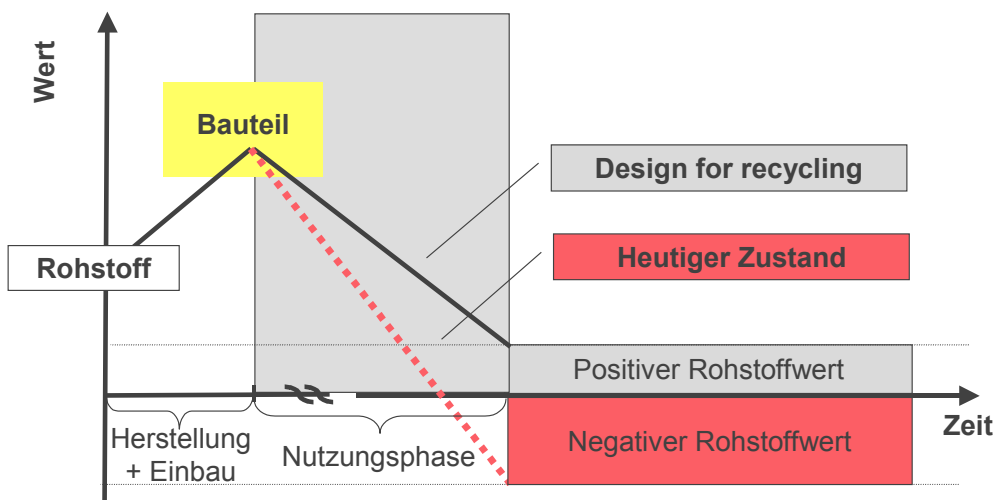 Wert
Bauteil
Design for recycling
Rohstoff
Heutiger Zustand
Positiver Rohstoffwert
Zeit
Herstellung
+ Einbau
Nutzungsphase
Negativer Rohstoffwert